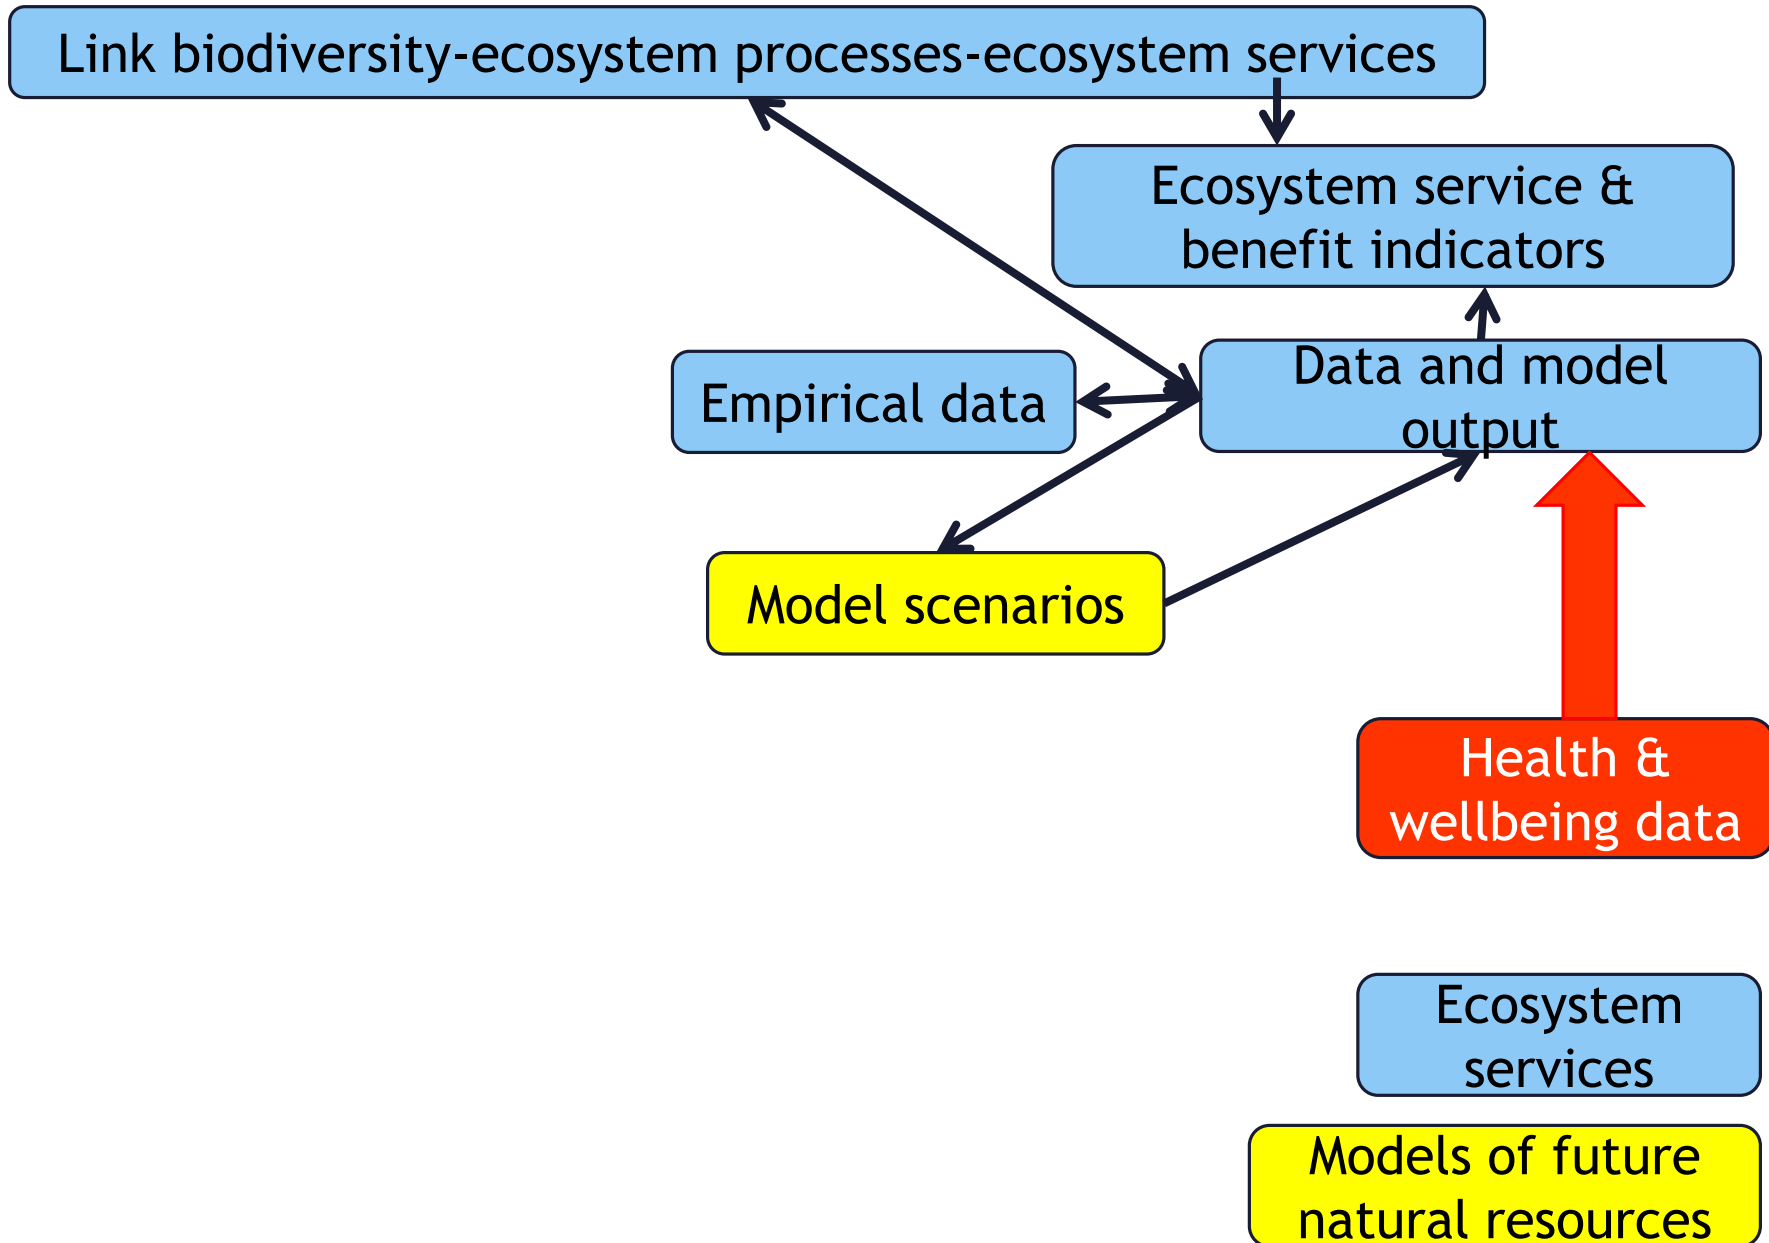 Link biodiversity-ecosystem processes-ecosystem services
Ecosystem service &
benefit indicators
Data and model
output
Empirical data
Model scenarios
Health &
wellbeing data
Ecosystem
services
Models of future
natural resources